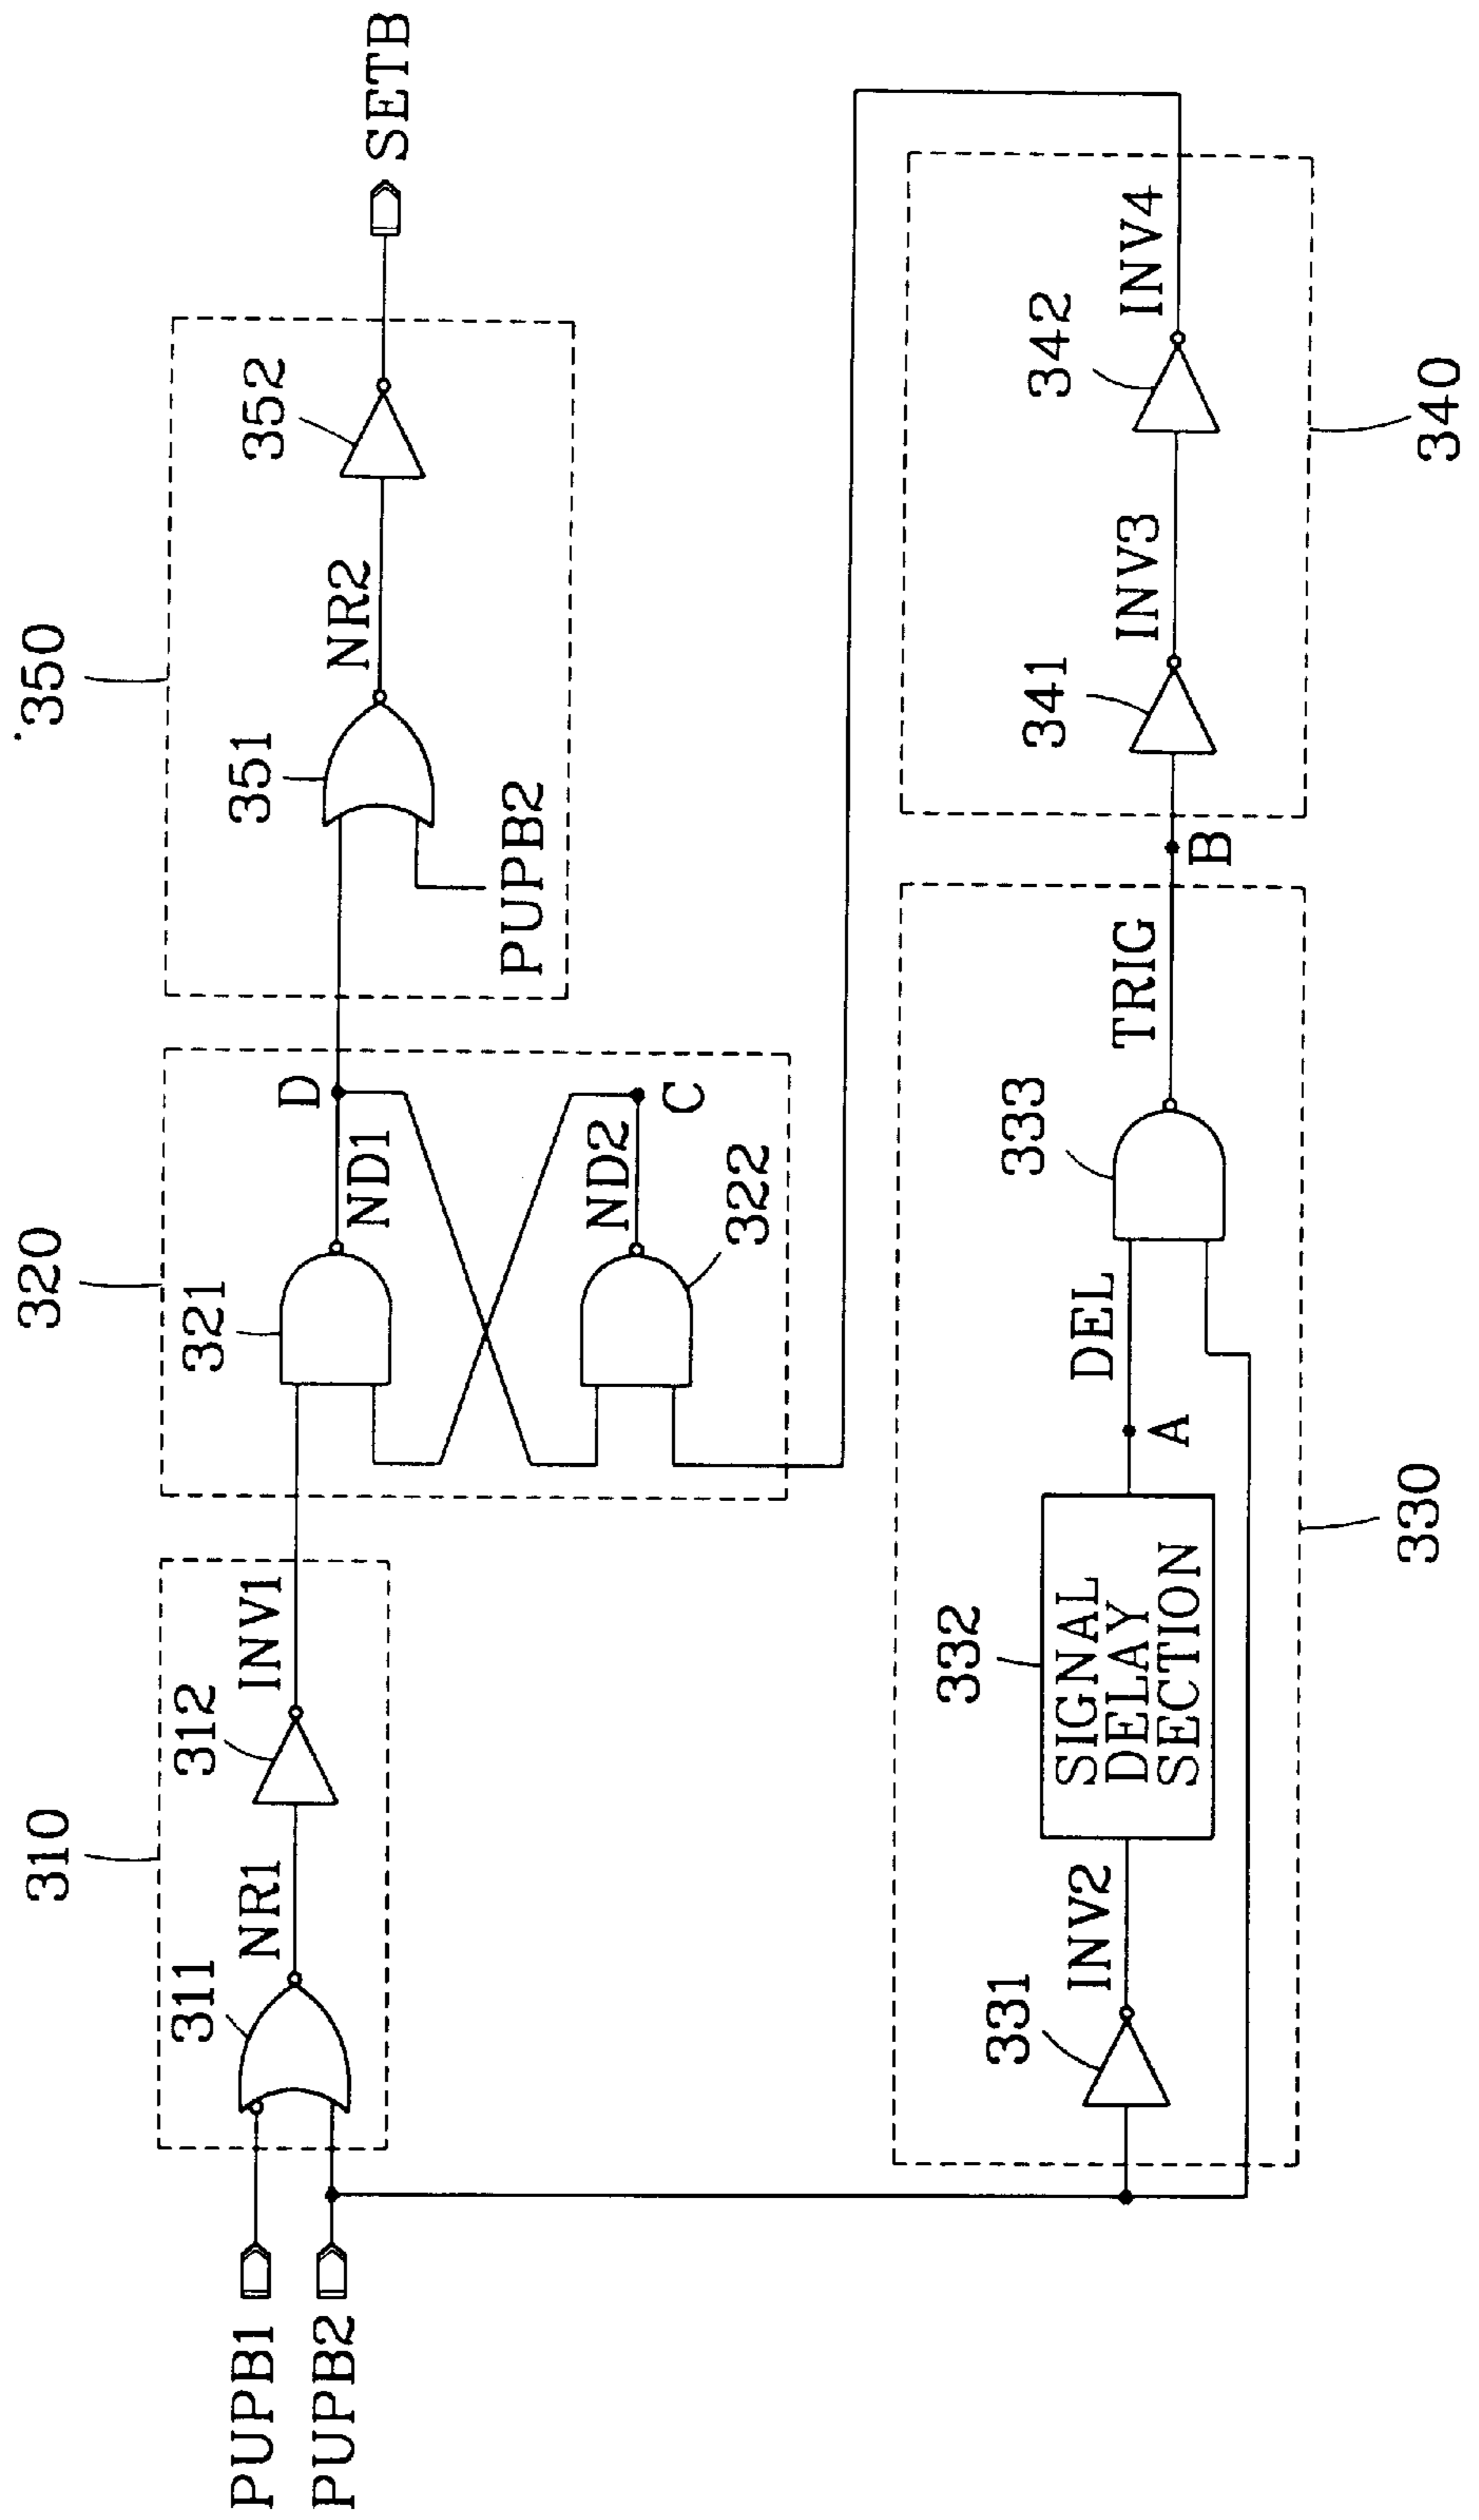 350
352
351
NR2
SETB
PUPB2
320
321
D
ND1
ND2
C
322
310
311
NR1
312
INV1
PUPB1
PUPB2
340
341
INV3
342
INV4
B
330
331
INV2
332
SIGNAL
DELAY
SECTION
A
DEL
333
TRIG